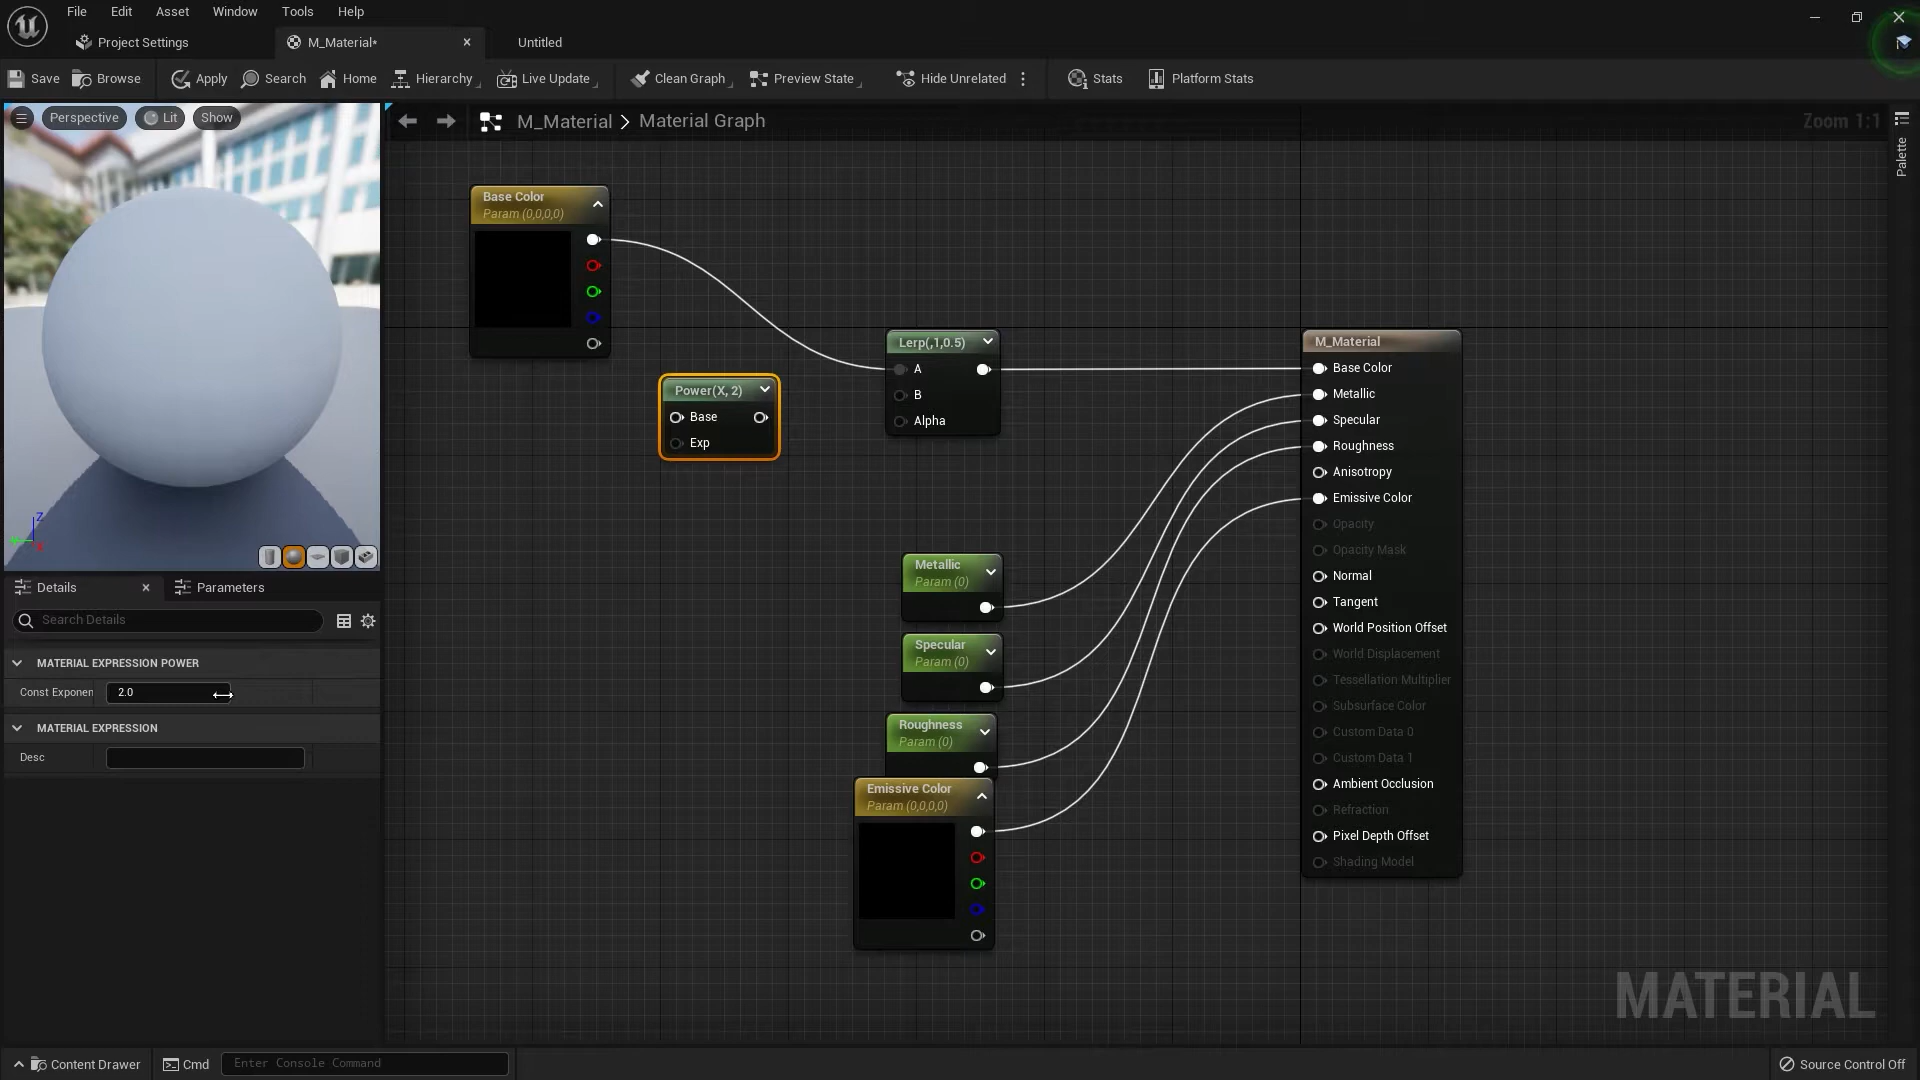 File Edit Asset Window Tools Help
Project Settings M_Material* Untitled
Save Browse Apply Search Home Hierarchy Live Update Clean Graph Preview State Hide Unrelated Stats Platform Stats
Perspective Lit Show
M_Material > Material Graph
Zoom 1:1
Palette
Base Color
Param (0,0,0,0)
Power(X, 2)
Base
Exp
Lerp(,1,0.5)
A
B
Alpha
Metallic
Param (0)
Specular
Param (0)
Roughness
Param (0)
Emissive Color
Param (0,0,0,0)
M_Material
Base Color
Metallic
Specular
Roughness
Anisotropy
Emissive Color
Opacity
Opacity Mask
Normal
Tangent
World Position Offset
World Displacement
Tessellation Multiplier
Subsurface Color
Custom Data 0
Custom Data 1
Ambient Occlusion
Refraction
Pixel Depth Offset
Shading Model
MATERIAL
Z
Details Parameters
Search Details
MATERIAL EXPRESSION POWER
Const Exponen 2.0
MATERIAL EXPRESSION
Desc
Content Drawer Cmd Enter Console Command
Source Control Off